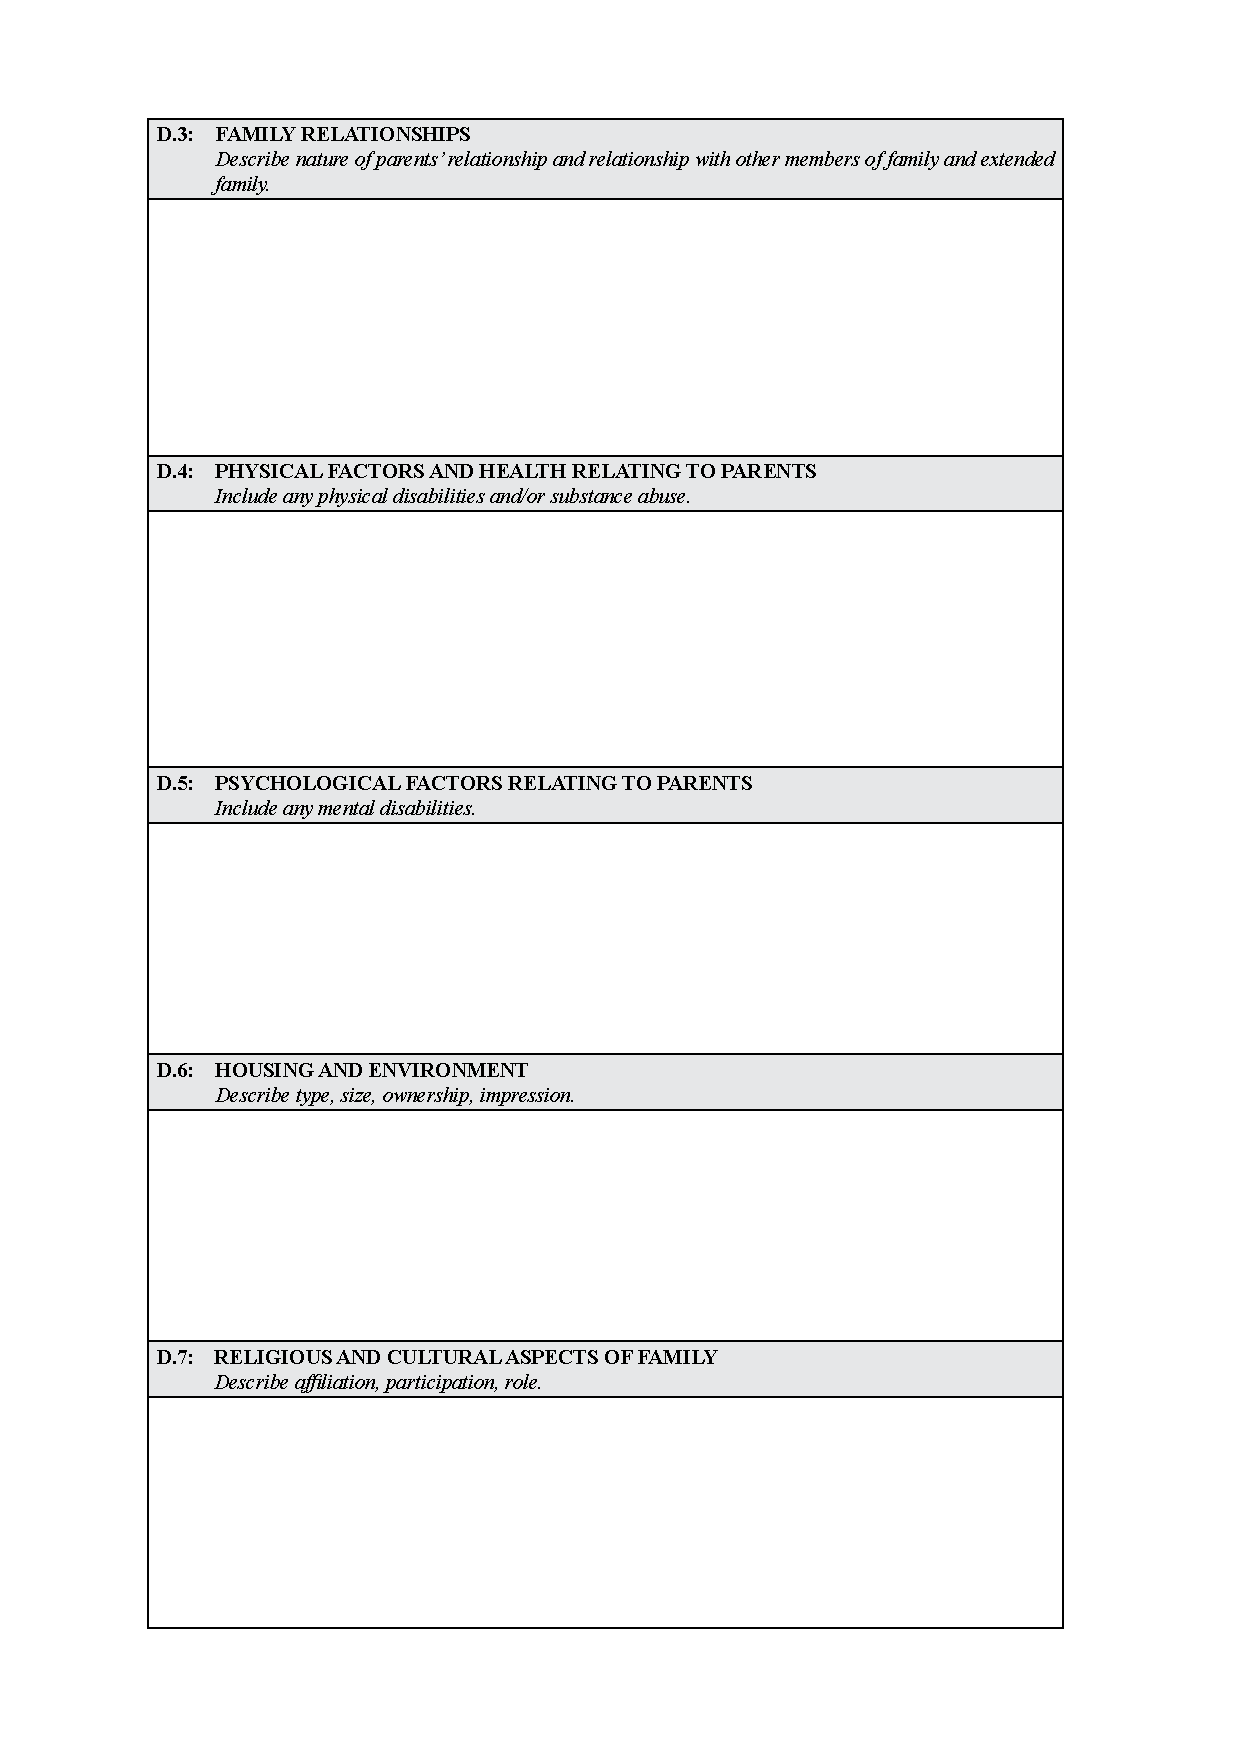 D.3: FAMILY RELATIONSHIPS
Describe nature of parents’ relationship and relationship with other members of family and extended
family.
D.4: PHYSICAL FACTORS AND HEALTH RELATING TO PARENTS
Include any physical disabilities and/or substance abuse.
D.5: PSYCHOLOGICAL FACTORS RELATING TO PARENTS
Include any mental disabilities.
D.6: HOUSING AND ENVIRONMENT
Describe type, size, ownership, impression.
D.7: RELIGIOUS AND CULTURAL ASPECTS OF FAMILY
Describe affiliation, participation, role.